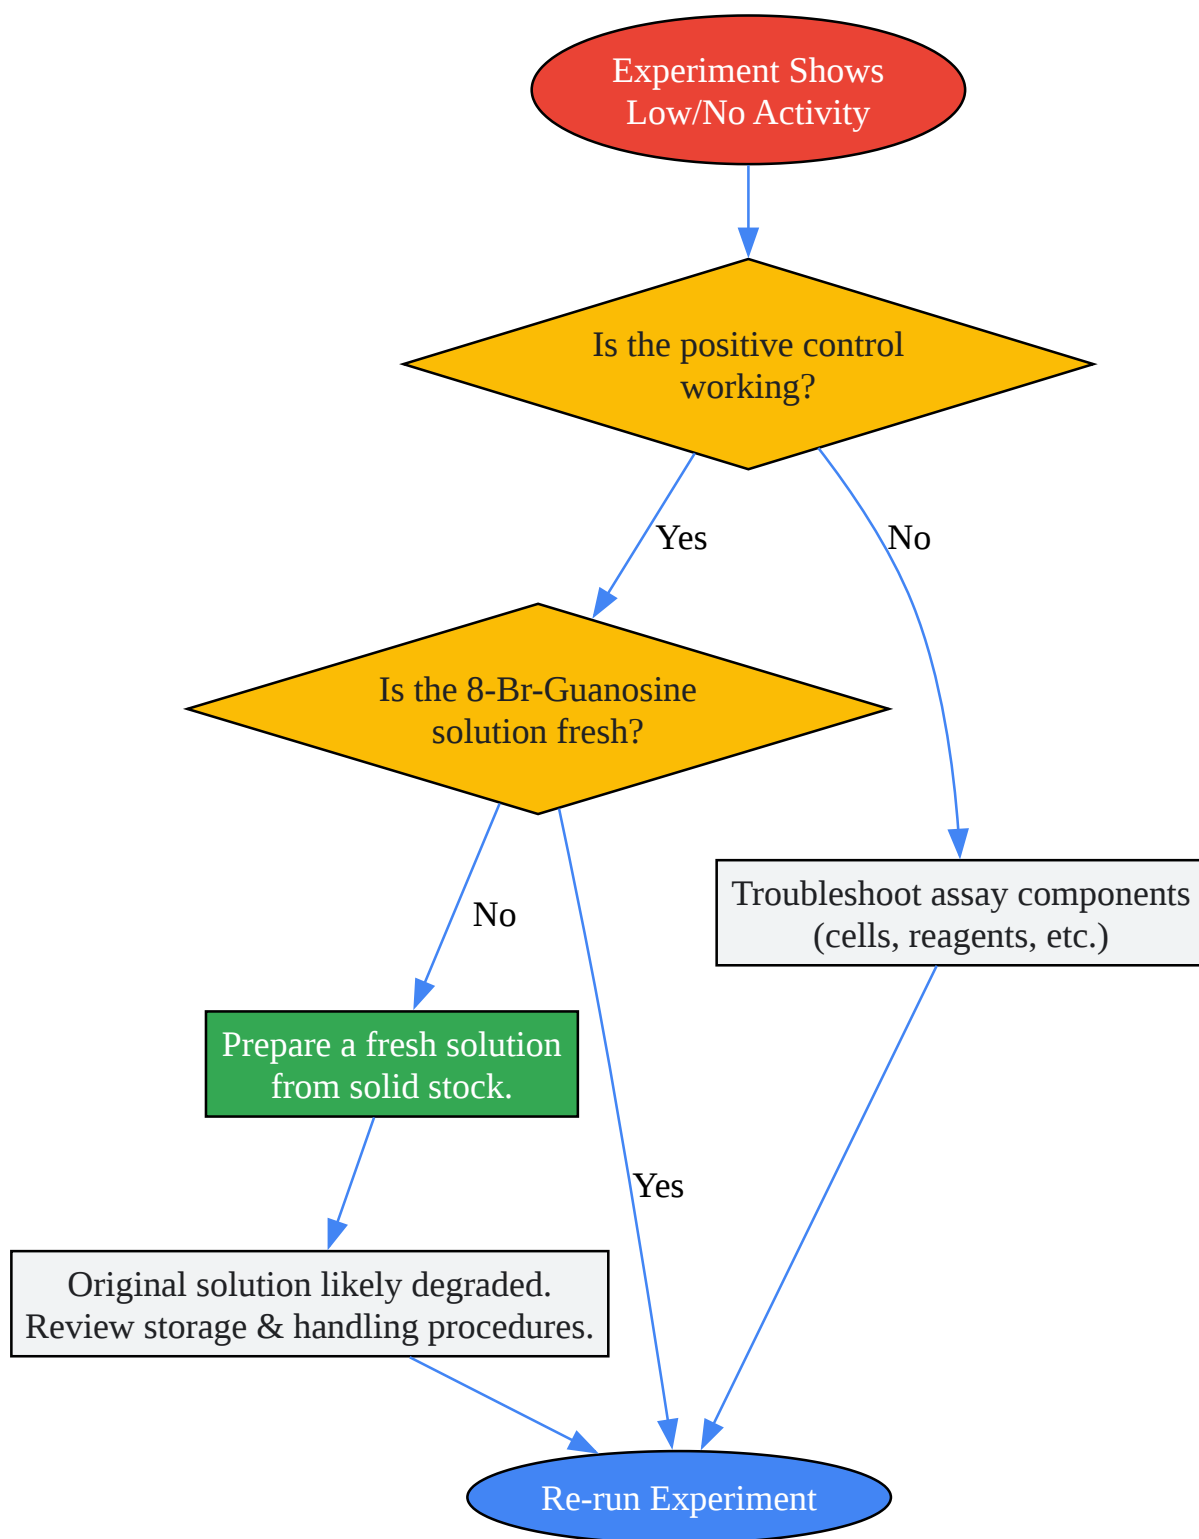 Experiment Shows
Low/No Activity
Is the positive control
working?
Yes
No
Is the 8-Br-Guanosine
solution fresh?
Troubleshoot assay components
(cells, reagents, etc.)
No
Prepare a fresh solution
from solid stock.
Yes
Original solution likely degraded.
Review storage & handling procedures.
Re-run Experiment